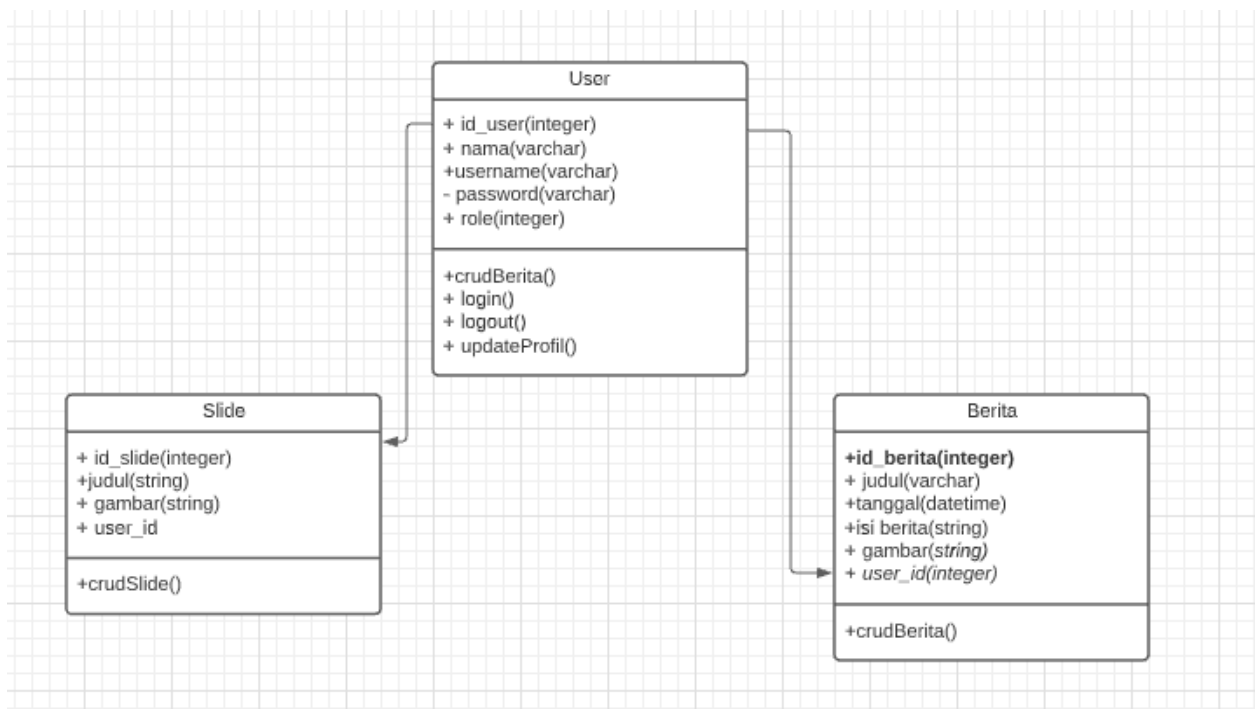 User
+ id_user(integer)
+ nama(varchar)
+username(varchar)
- password(varchar)
+ role(integer)
+crudBerita()
+ login()
+ logout()
+ updateProfil()
Slide
+ id_slide(integer)
+judul(string)
+ gambar(string)
+ user_id
+crudSlide()
Berita
+id_berita(integer)
+ judul(varchar)
+tanggal(datetime)
+isi berita(string)
+ gambar(string)
+ user_id(integer)
+crudBerita()